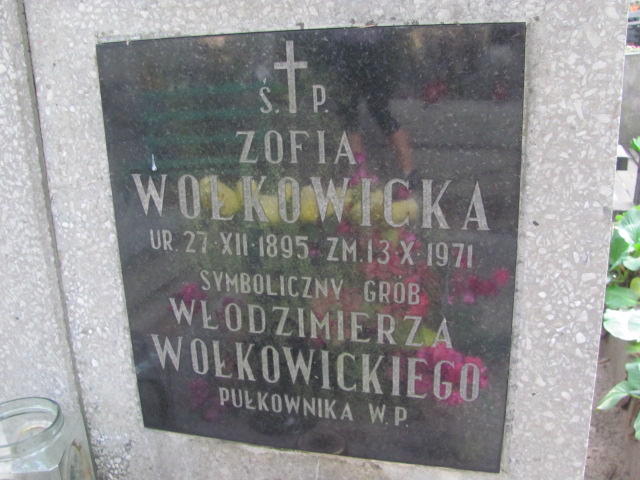 Ś. P.
ZOFIA
WOŁKOWICKA
UR. 27·XII·1895 ZM. 13·X·1971
SYMBOLICZNY GRÓB
WŁODZIMIERZA
WOŁKOWICKIEGO
PUŁKOWNIKA W.P.